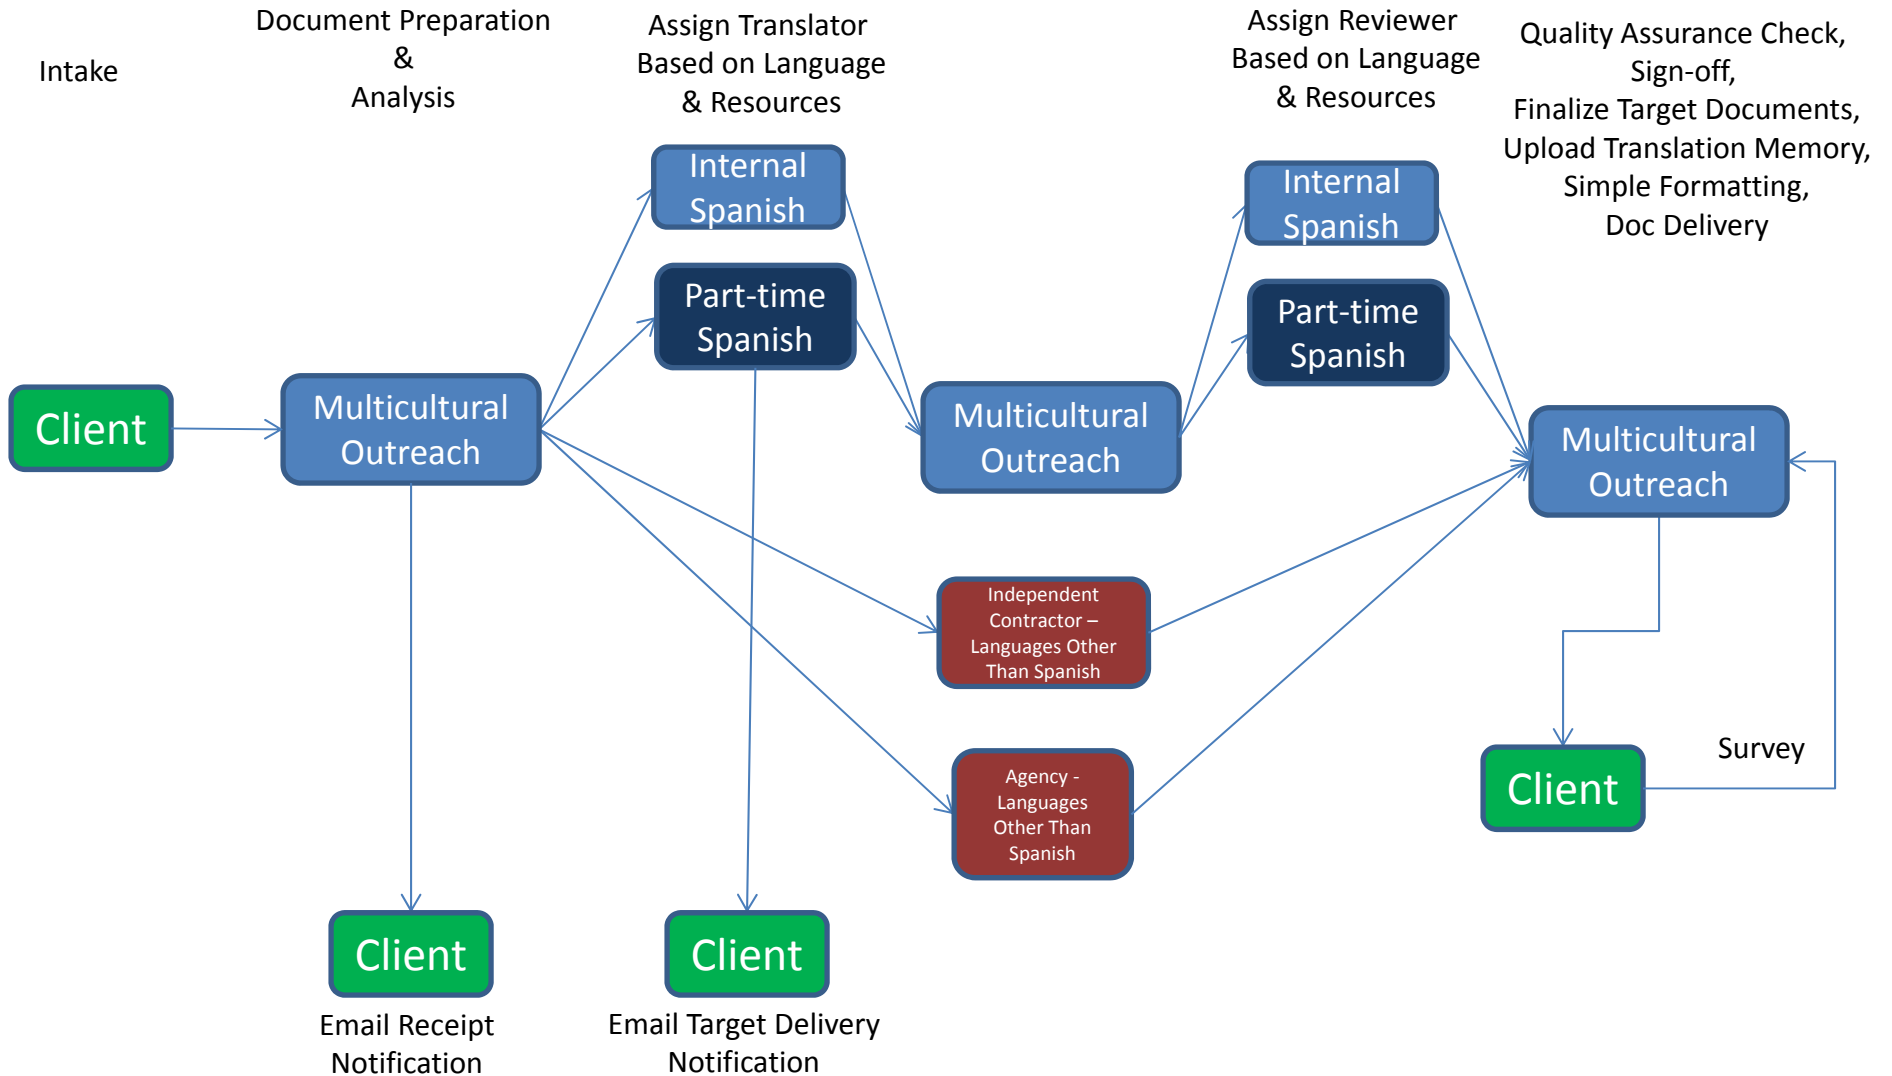 Intake
Document Preparation
&
Analysis
Assign Translator
Based on Language
& Resources
Assign Reviewer
Based on Language
& Resources
Quality Assurance Check,
Sign-off,
Finalize Target Documents,
Upload Translation Memory,
Simple Formatting,
Doc Delivery
Internal
Spanish
Part-time
Spanish
Internal
Spanish
Part-time
Spanish
Client
Multicultural
Outreach
Multicultural
Outreach
Multicultural
Outreach
Independent
Contractor –
Languages Other
Than Spanish
Agency -
Languages
Other Than
Spanish
Survey
Client
Client
Email Receipt
Notification
Client
Email Target Delivery
Notification